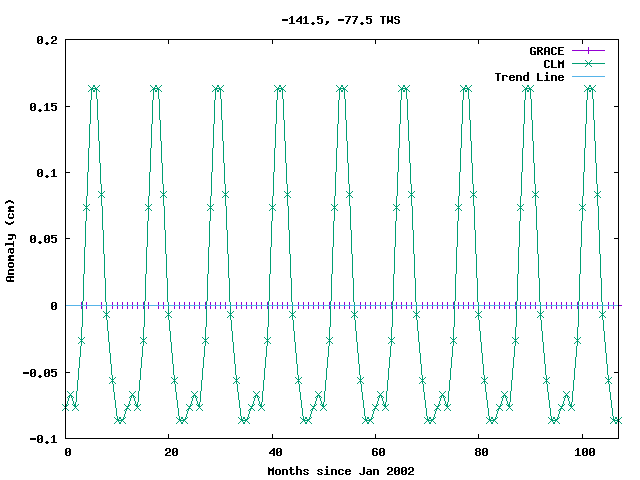 -141.5, -77.5 TWS
GRACE
CLM
Trend Line
0.2
0.15
0.1
0.05
0
-0.05
-0.1
Anomaly (cm)
0 20 40 60 80 100
Months since Jan 2002